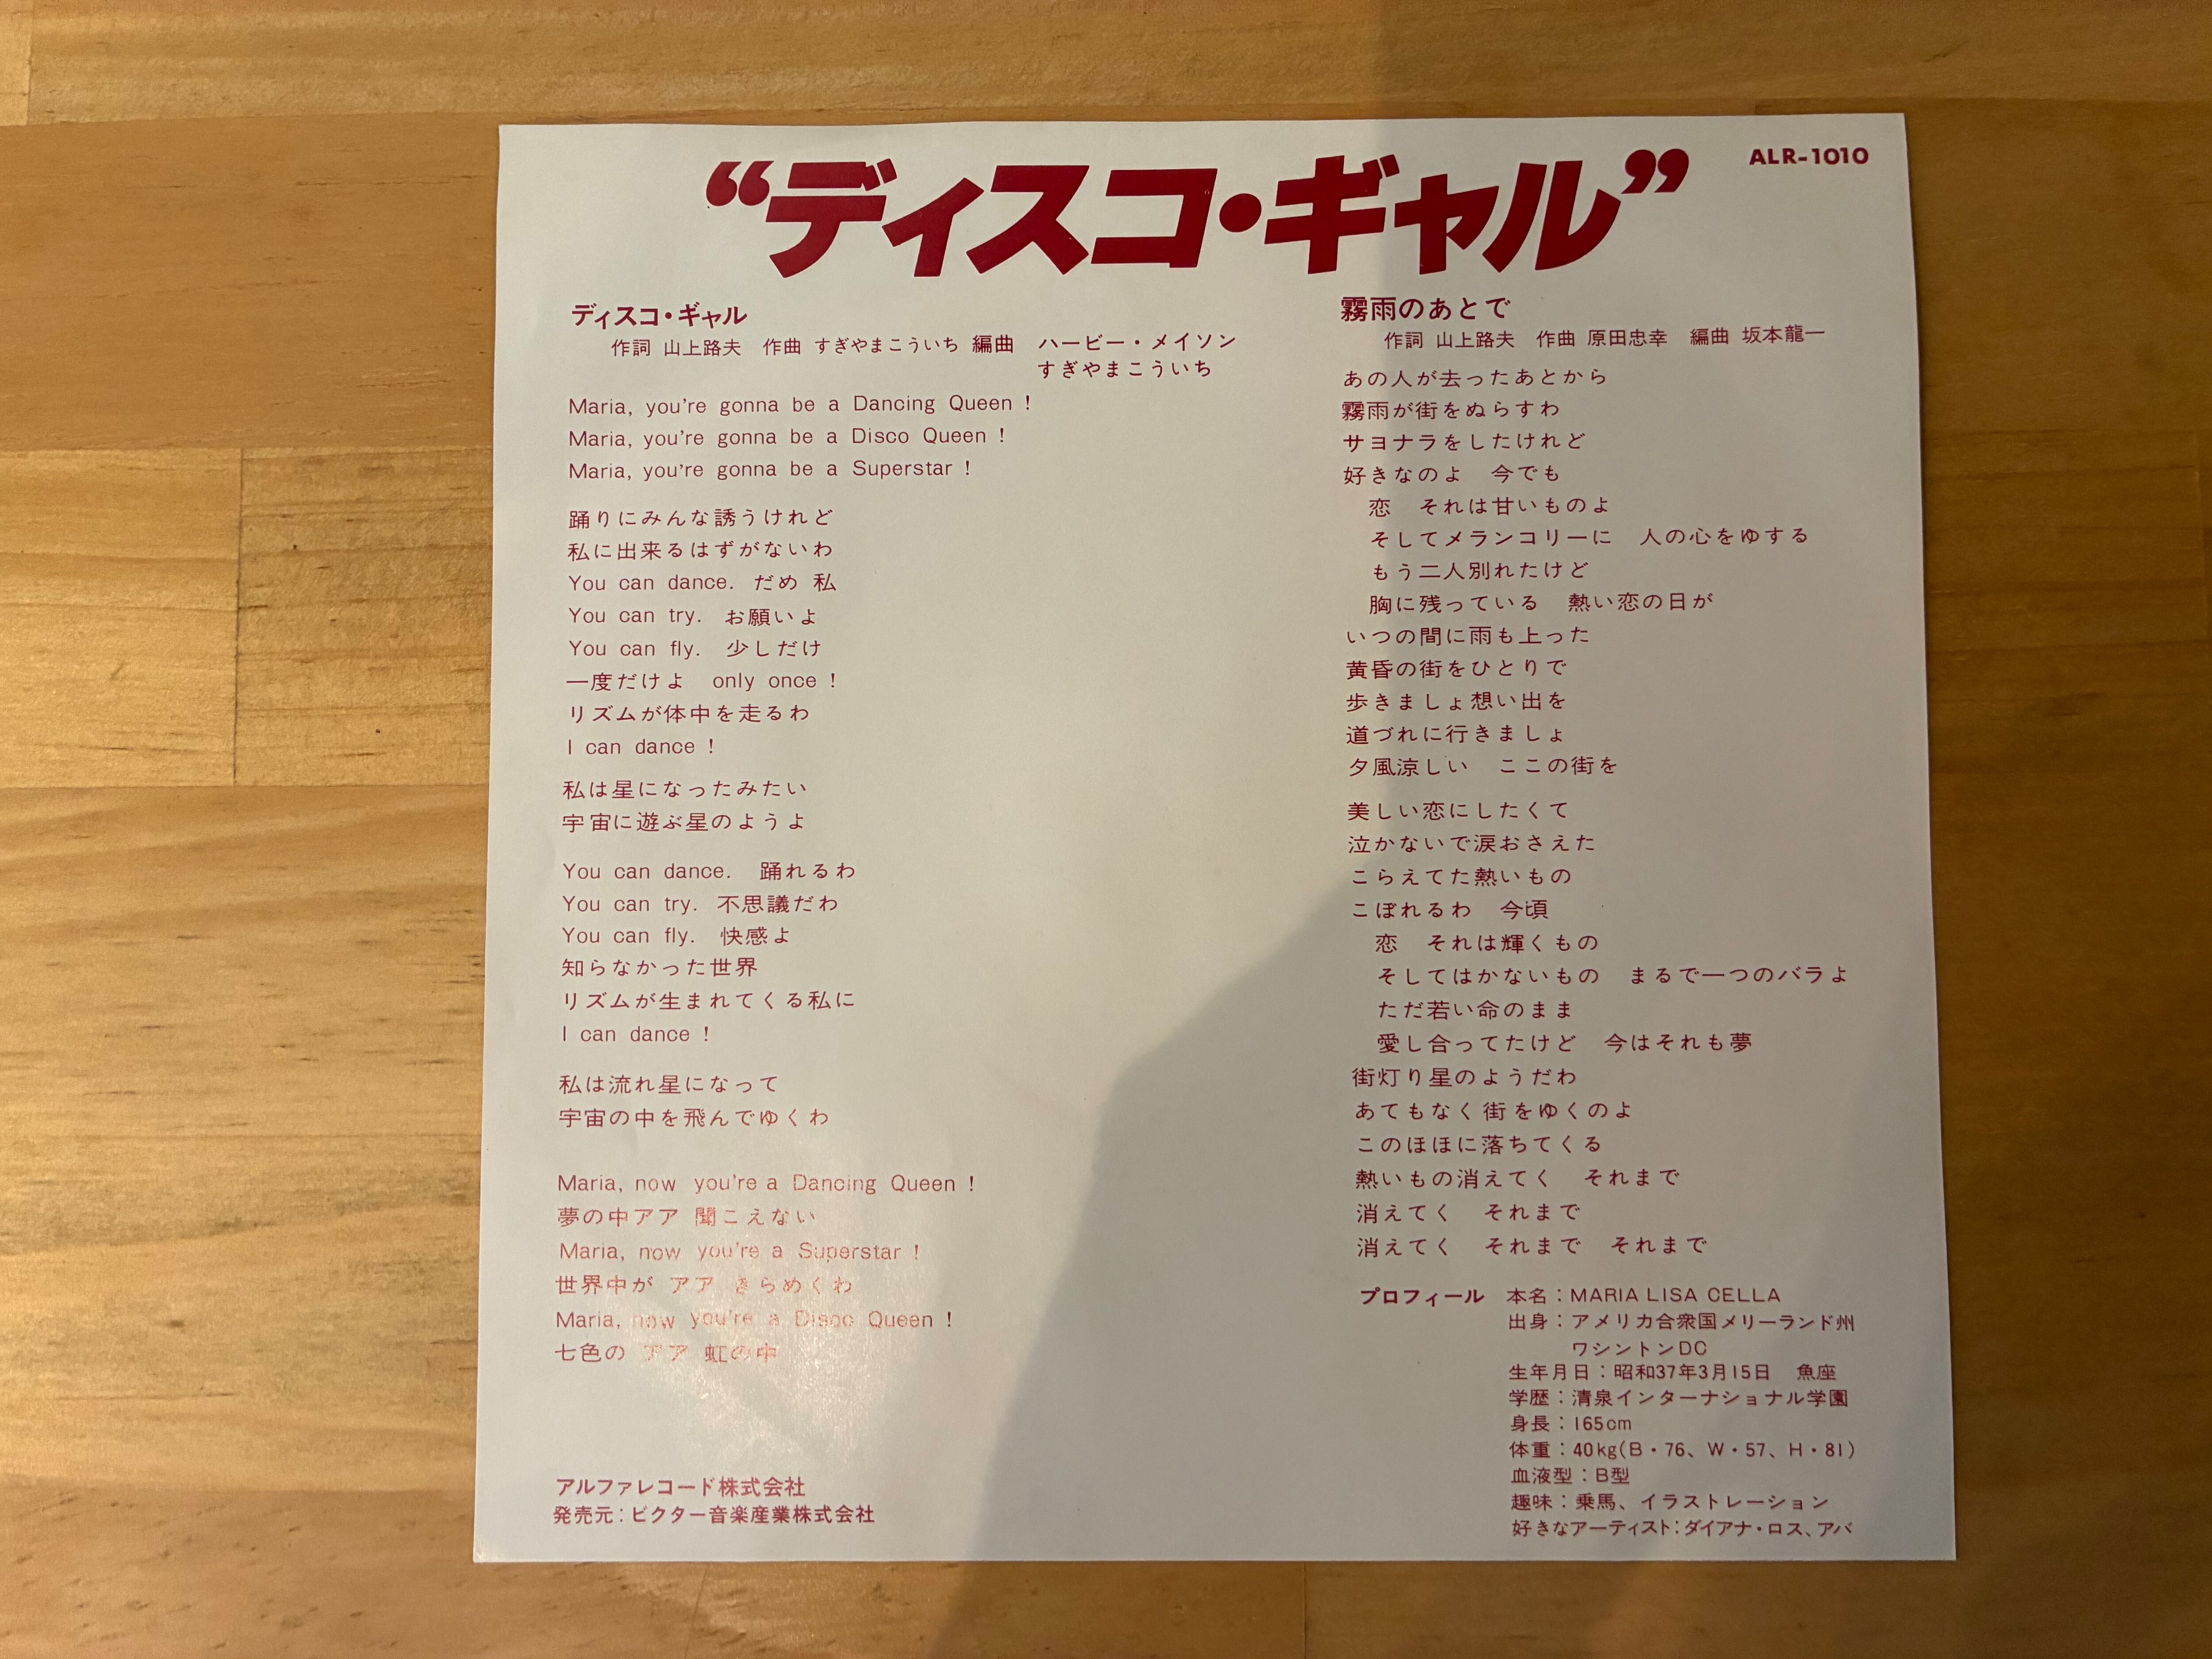 “ディスコ・ギャル”
ALR-1010
ディスコ・ギャル
作詞 山上路夫　作曲 すぎやまこういち 編曲　ハービー・メイソン
すぎやまこういち
Maria, you're gonna be a Dancing Queen !
Maria, you're gonna be a Disco Queen !
Maria, you're gonna be a Superstar !
踊りにみんな誘うけれど
私に出来るはずがないわ
You can dance.　だめ 私
You can try.　お願いよ
You can fly.　少しだけ
一度だけよ　only once !
リズムが体中を走るわ
I can dance !
私は星になったみたい
宇宙に遊ぶ星のようよ
You can dance.　踊れるわ
You can try.　不思議だわ
You can fly.　快感よ
知らなかった世界
リズムが生まれてくる私に
I can dance !
私は流れ星になって
宇宙の中を飛んでゆくわ
Maria, now you're a Dancing Queen !
夢の中アア 聞こえない
Maria, now you're a Superstar !
世界中が アア きらめくわ
Maria, now you're a Disco Queen !
七色の アア 虹の中
アルファレコード株式会社
発売元：ビクター音楽産業株式会社
霧雨のあとで
作詞 山上路夫　作曲 原田忠幸　編曲 坂本龍一
あの人が去ったあとから
霧雨が街をぬらすわ
サヨナラをしたけれど
好きなのよ　今でも
恋　それは甘いものよ
そしてメランコリーに　人の心をゆする
もう二人別れたけど
胸に残っている　熱い恋の日が
いつの間に雨も上った
黄昏の街をひとりで
歩きましょ想い出を
道づれに行きましょ
夕風涼しい　ここの街を
美しい恋にしたくて
泣かないで涙おさえた
こらえてた熱いもの
こぼれるわ　今頃
恋　それは輝くもの
そしてはかないもの　まるで一つのバラよ
ただ若い命のまま
愛し合ってたけど　今はそれも夢
街灯り星のようだわ
あてもなく街をゆくのよ
このほほに落ちてくる
熱いもの消えてく　それまで
消えてく　それまで
消えてく　それまで　それまで
プロフィール　本名：MARIA LISA CELLA
出身：アメリカ合衆国メリーランド州
ワシントンDC
生年月日：昭和37年3月15日　魚座
学歴：清泉インターナショナル学園
身長：165cm
体重：40kg(B・76、W・57、H・81)
血液型：B型
趣味：乗馬、イラストレーション
好きなアーティスト：ダイアナ・ロス、アバ